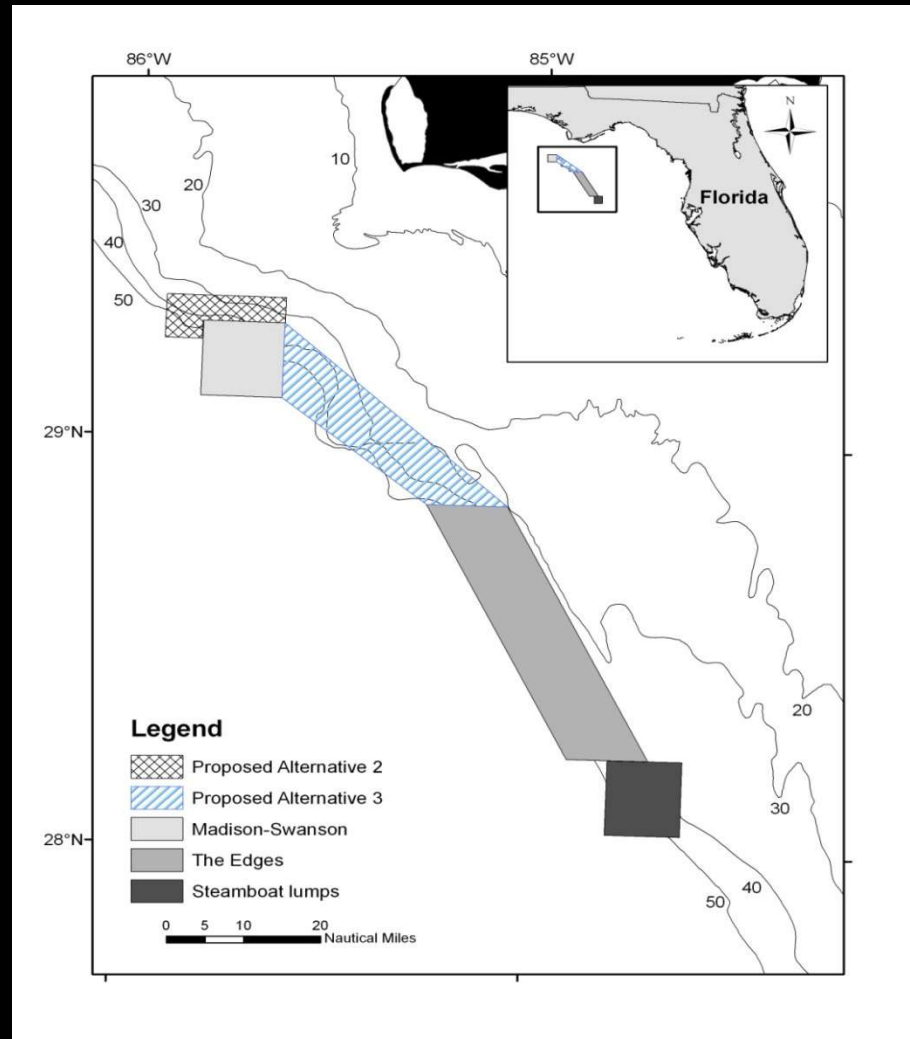 86°W 85°W
N
10
20
30
40
50
Florida
29°N
Legend
Proposed Alternative 2
Proposed Alternative 3
Madison-Swanson
The Edges
Steamboat lumps
0 5 10 20
Nautical Miles
28°N
20
30
40
50